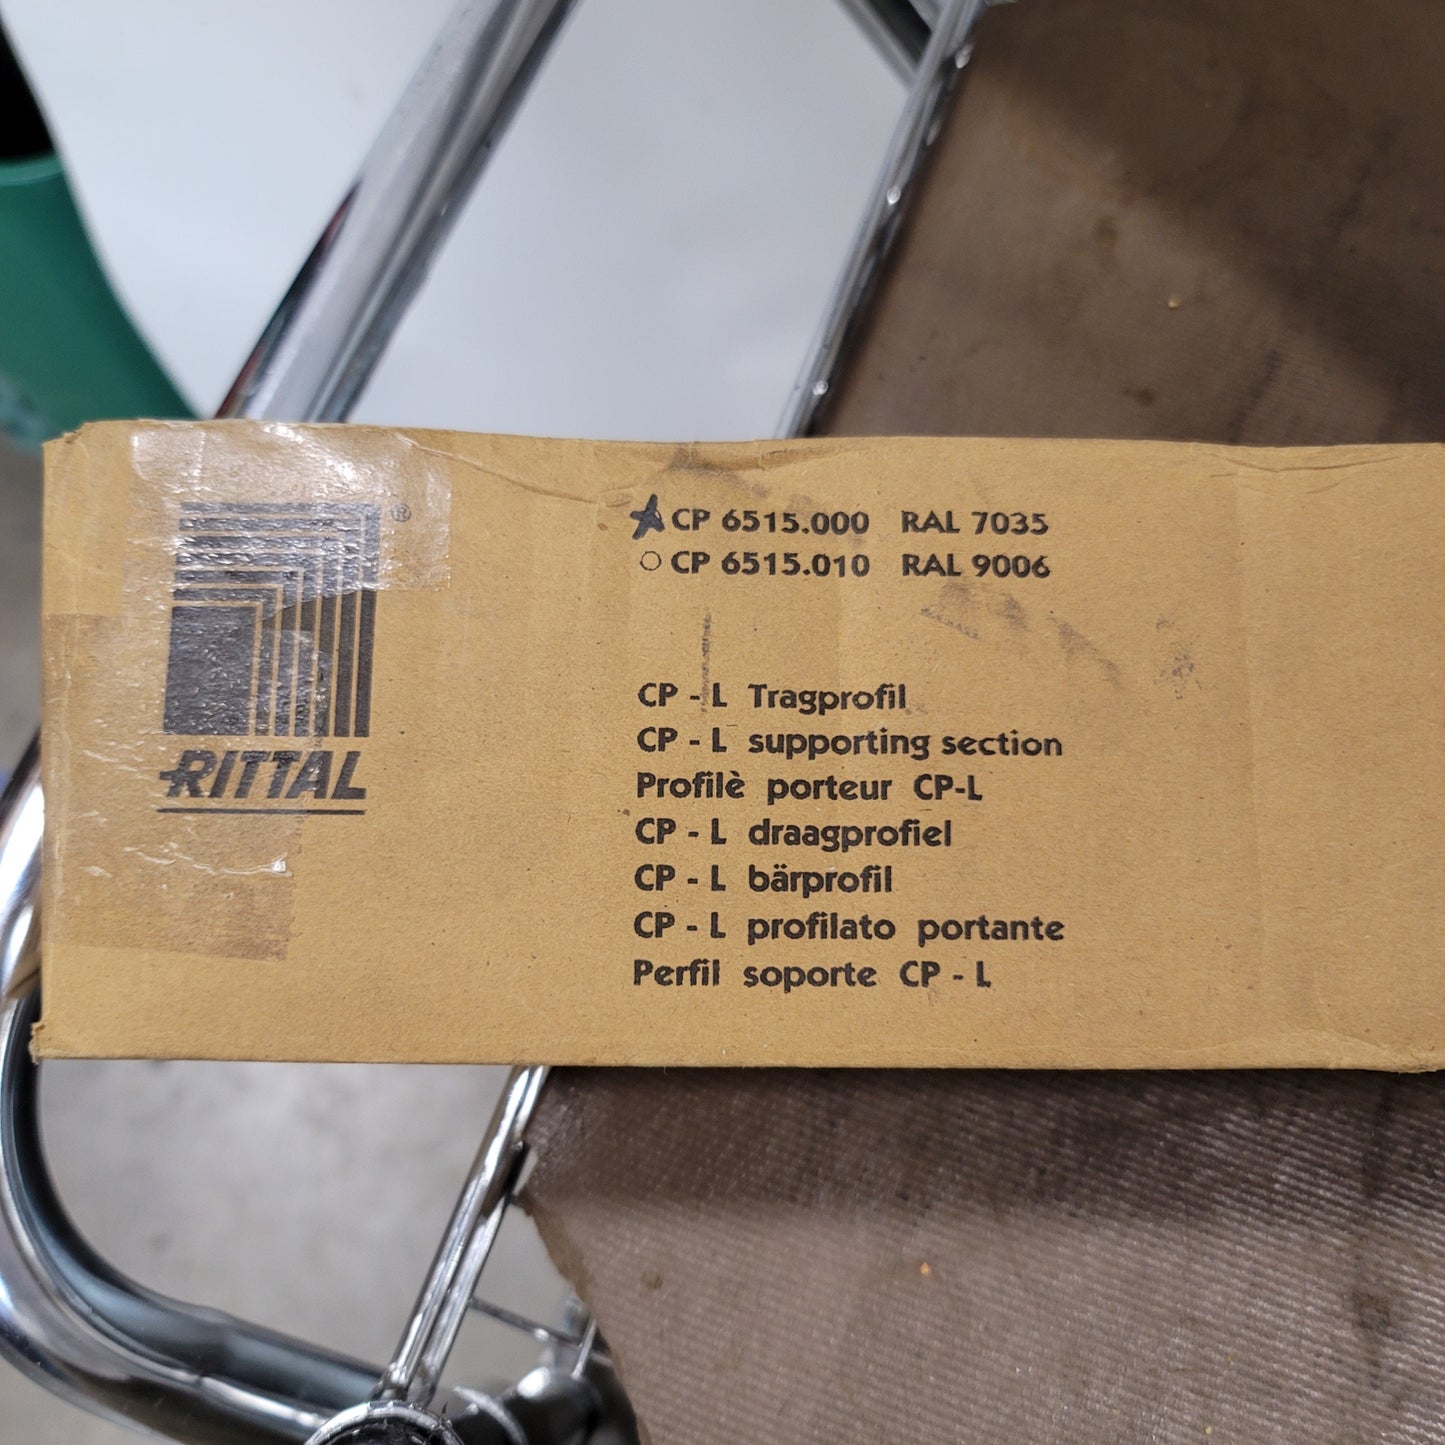 ®
RITTAL
CP 6515.000 RAL 7035
CP 6515.010 RAL 9006
CP - L Tragprofil
CP - L supporting section
Profilè porteur CP-L
CP - L draagprofiel
CP - L bärprofil
CP - L profilato portante
Perfil soporte CP - L